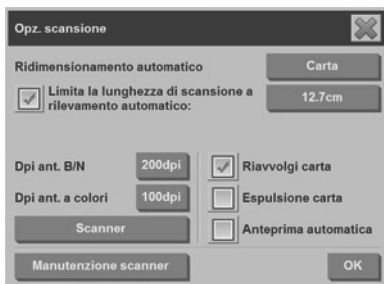 Opz. scansione
Ridimensionamento automatico
Carta
Limita la lunghezza di scansione a
rilevamento automatico:
12.7cm
Dpi ant. B/N
200dpi
Riavvolgi carta
Dpi ant. a colori
100dpi
Espulsione carta
Scanner
Anteprima automatica
Manutenzione scanner
OK